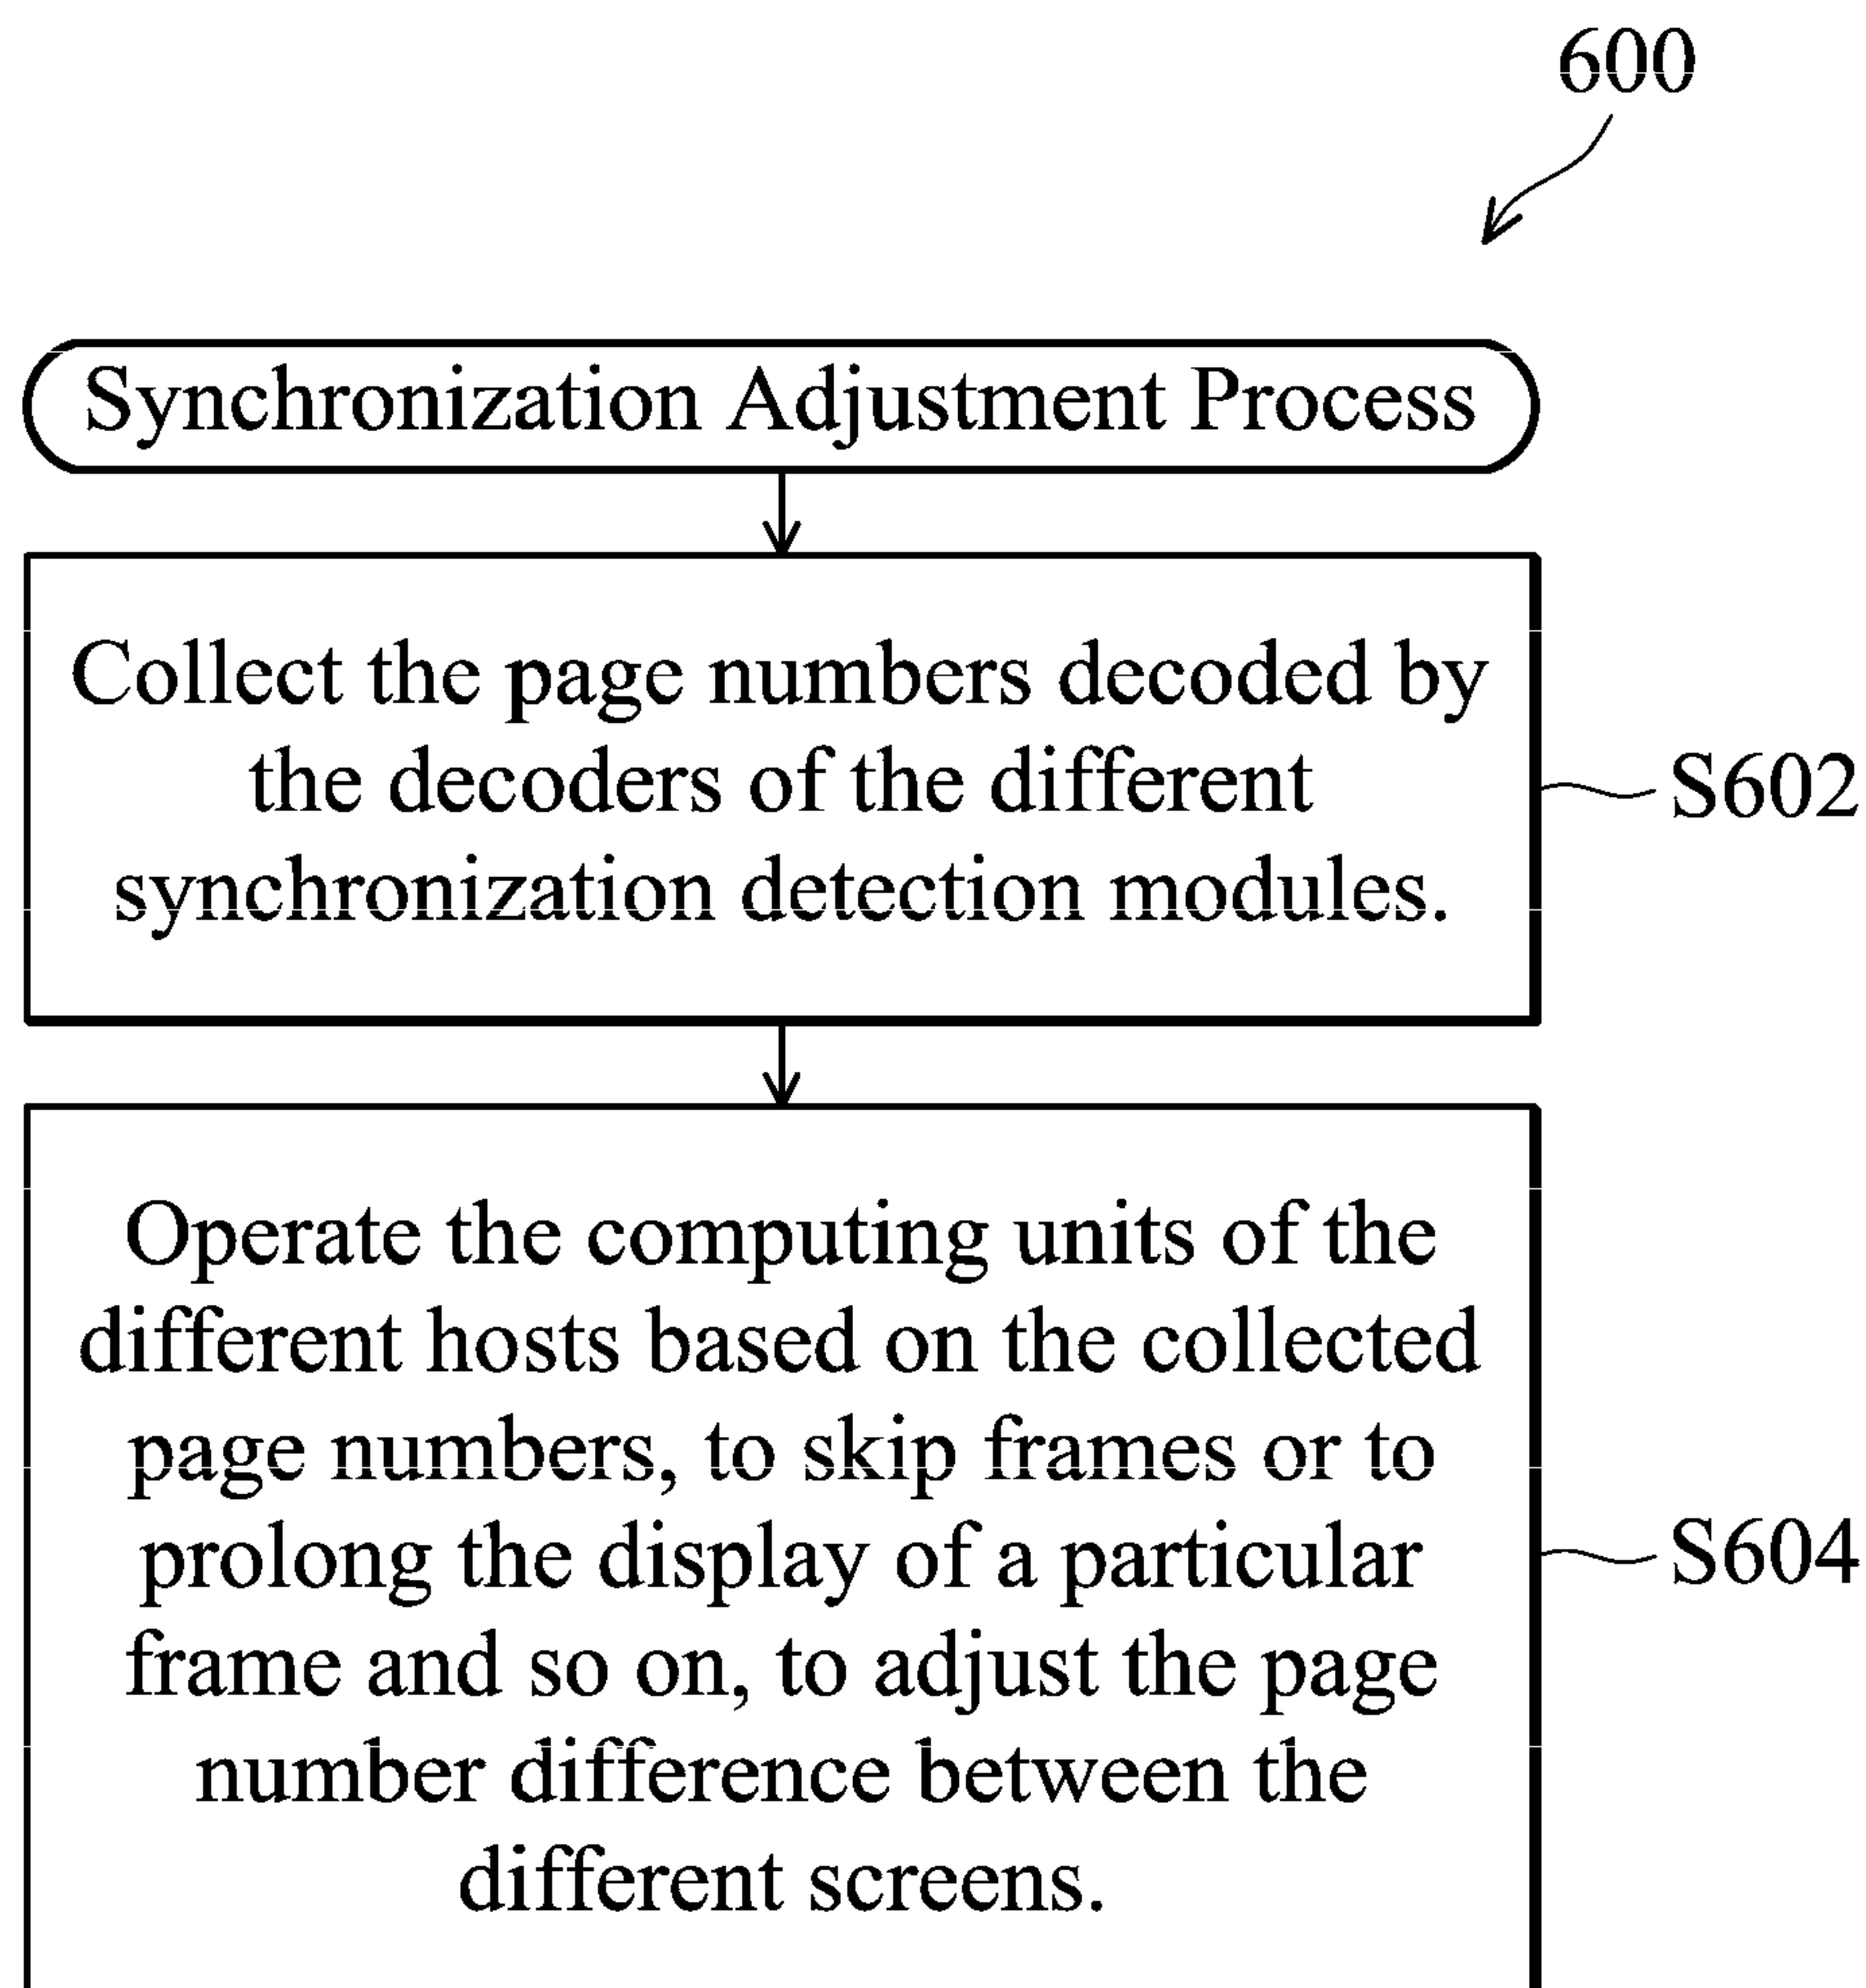 600
Synchronization Adjustment Process
Collect the page numbers decoded by
the decoders of the different
synchronization detection modules.
S602
Operate the computing units of the
different hosts based on the collected
page numbers, to skip frames or to
prolong the display of a particular
frame and so on, to adjust the page
number difference between the
different screens.
S604